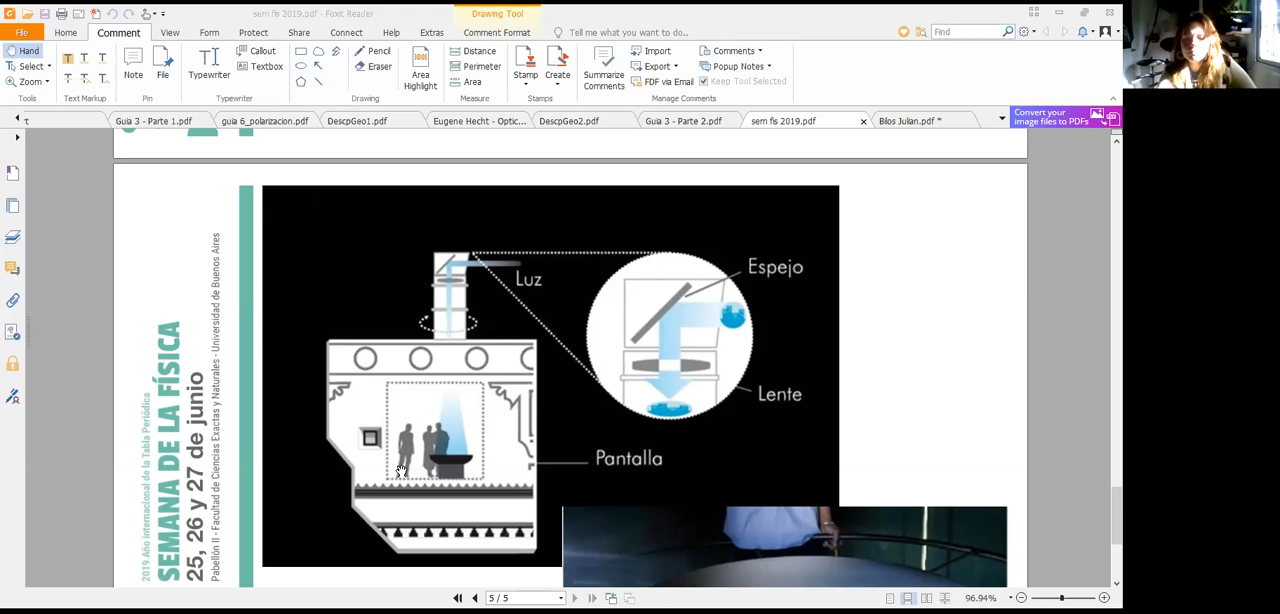 sem fis 2019.pdf - Foxit Reader
Drawing Tool
File
Home
Comment
View
Form
Protect
Share
Connect
Help
Extras
Comment Format
Tell me what you want to do..
Find
Hand
Select
Zoom
Tools
Text Markup
Note
File
Pin
Typewriter
Callout
Textbox
Typewriter
Pencil
Eraser
Drawing
Area
Highlight
Distance
Perimeter
Area
Measure
Stamp
Create
Stamps
Summarize
Comments
Import
Export
FDF via Email
Comments
Popup Notes
Keep Tool Selected
Manage Comments
t
Guia 3 - Parte 1.pdf
guia 6_polarizacion.pdf
DescpGeo1.pdf
Eugene Hecht - Optic...
DescpGeo2.pdf
Guia 3 - Parte 2.pdf
sem fis 2019.pdf
Bilos Julian.pdf *
Convert your
image files to PDFs
2019 Año Internacional de la Tabla Periódica
SEMANA DE LA FÍSICA
25, 26 y 27 de junio
Pabellón II - Facultad de Ciencias Exactas y Naturales - Universidad de Buenos Aires
Luz
Espejo
Lente
Pantalla
5 / 5
96.94%